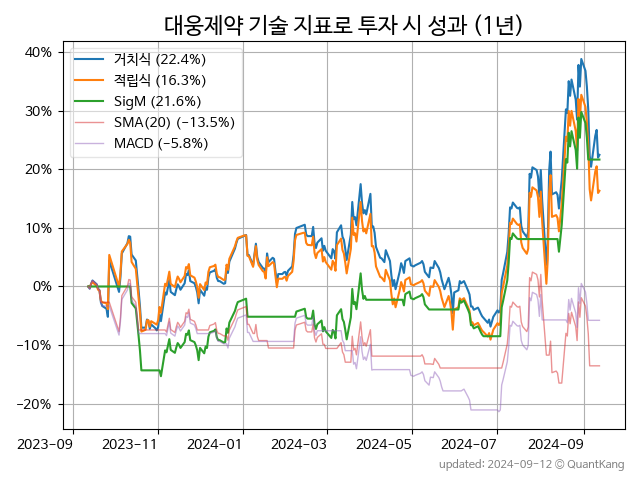 대웅제약 기술 지표로 투자 시 성과 (1년)
40%
30%
20%
10%
0%
−10%
−20%
거치식 (22.4%)
적립식 (16.3%)
SigM (21.6%)
SMA(20) (−13.5%)
MACD (−5.8%)
2023-09 2023-11 2024-01 2024-03 2024-05 2024-07 2024-09
updated: 2024-09-12 © QuantKang